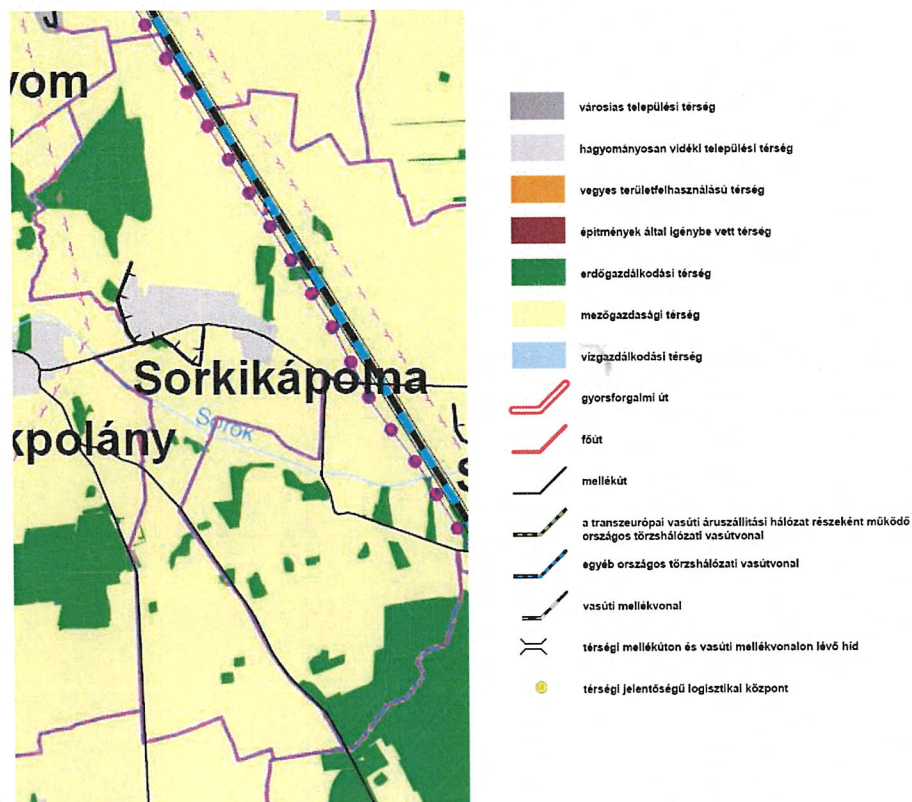 yom
Sorkikápolna
Sorok
kpolány
városias települési térség
hagyományosan vidéki települési térség
vegyes területfelhasználású térség
építmények által igénybe vett térség
erdőgazdálkodási térség
mezőgazdasági térség
vízgazdálkodási térség
gyorsforgalmi út
főút
mellékút
a transzeurópai vasúti áruszállítási hálózat részeként működő
országos törzshálózati vasútvonal
egyéb országos törzshálózati vasútvonal
vasúti mellékvonal
térségi mellékúton és vasúti mellékvonalon lévő híd
térségi jelentőségű logisztikai központ